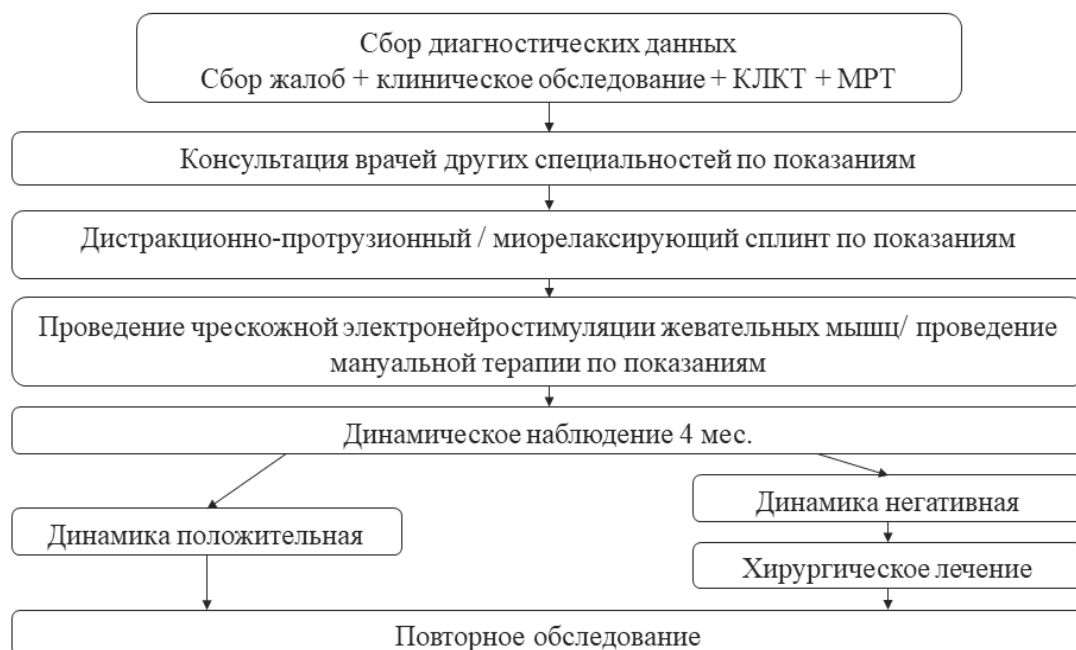 Сбор диагностических данных
Сбор жалоб + клиническое обследование + КЛКТ + МРТ
Консультация врачей других специальностей по показаниям
Дистракционно-протрузионный / миорелаксирующий сплинт по показаниям
Проведение чрескожной электронейростимуляции жевательных мышц/ проведение
мануальной терапии по показаниям
Динамическое наблюдение 4 мес.
Динамика положительная
Динамика негативная
Хирургическое лечение
Повторное обследование